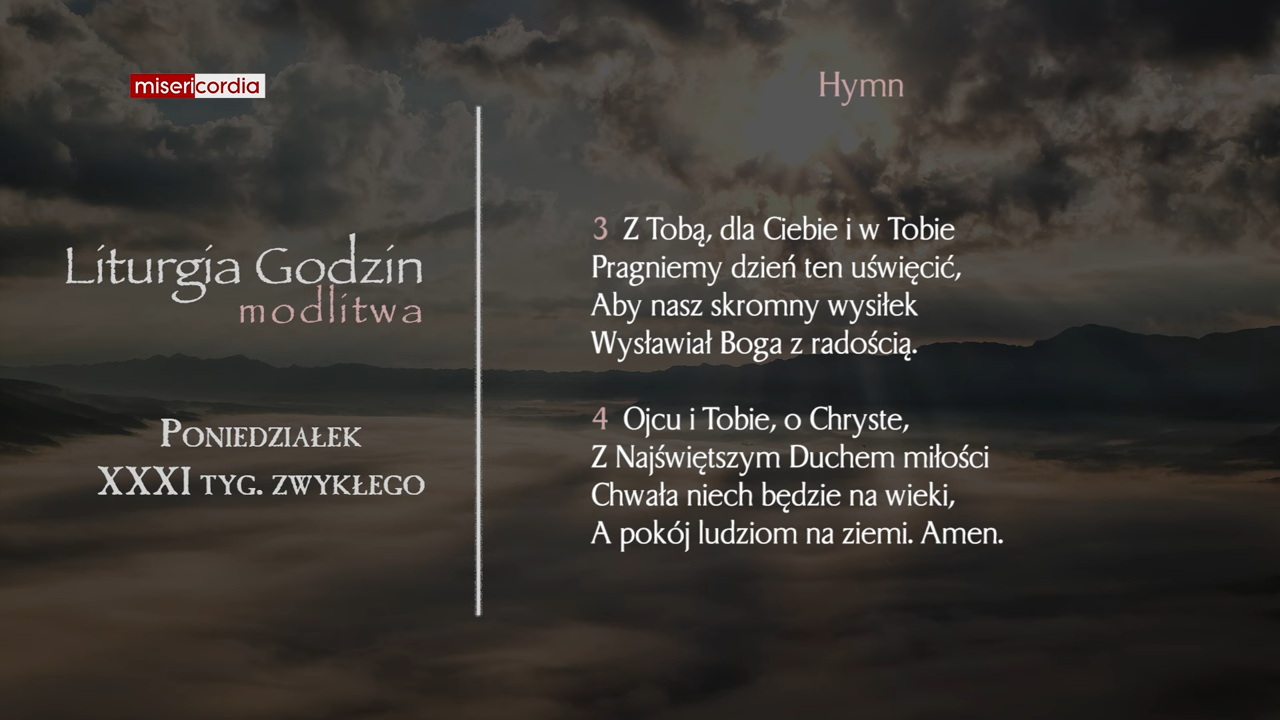 misericordia
Liturgia Godzin
modlitwa
Poniedziałek
XXXI tyg. zwykłego
Hymn
3 Z Tobą, dla Ciebie i w Tobie
Pragniemy dzień ten uświęcić,
Aby nasz skromny wysiłek
Wysławiał Boga z radością.
4 Ojcu i Tobie, o Chryste,
Z Najświętszym Duchem miłości
Chwała niech będzie na wieki,
A pokój ludziom na ziemi. Amen.